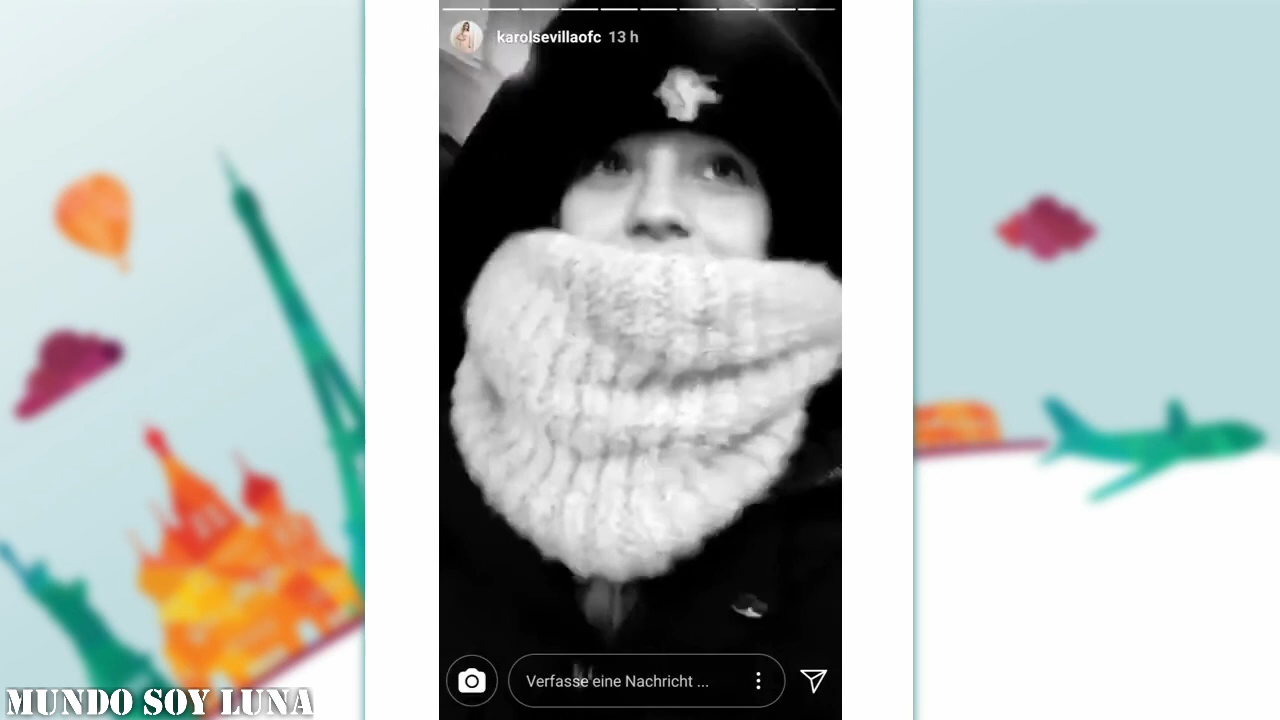 karolsevillaofc 13 h
Verfasse eine Nachricht ...
MUNDO SOY LUNA